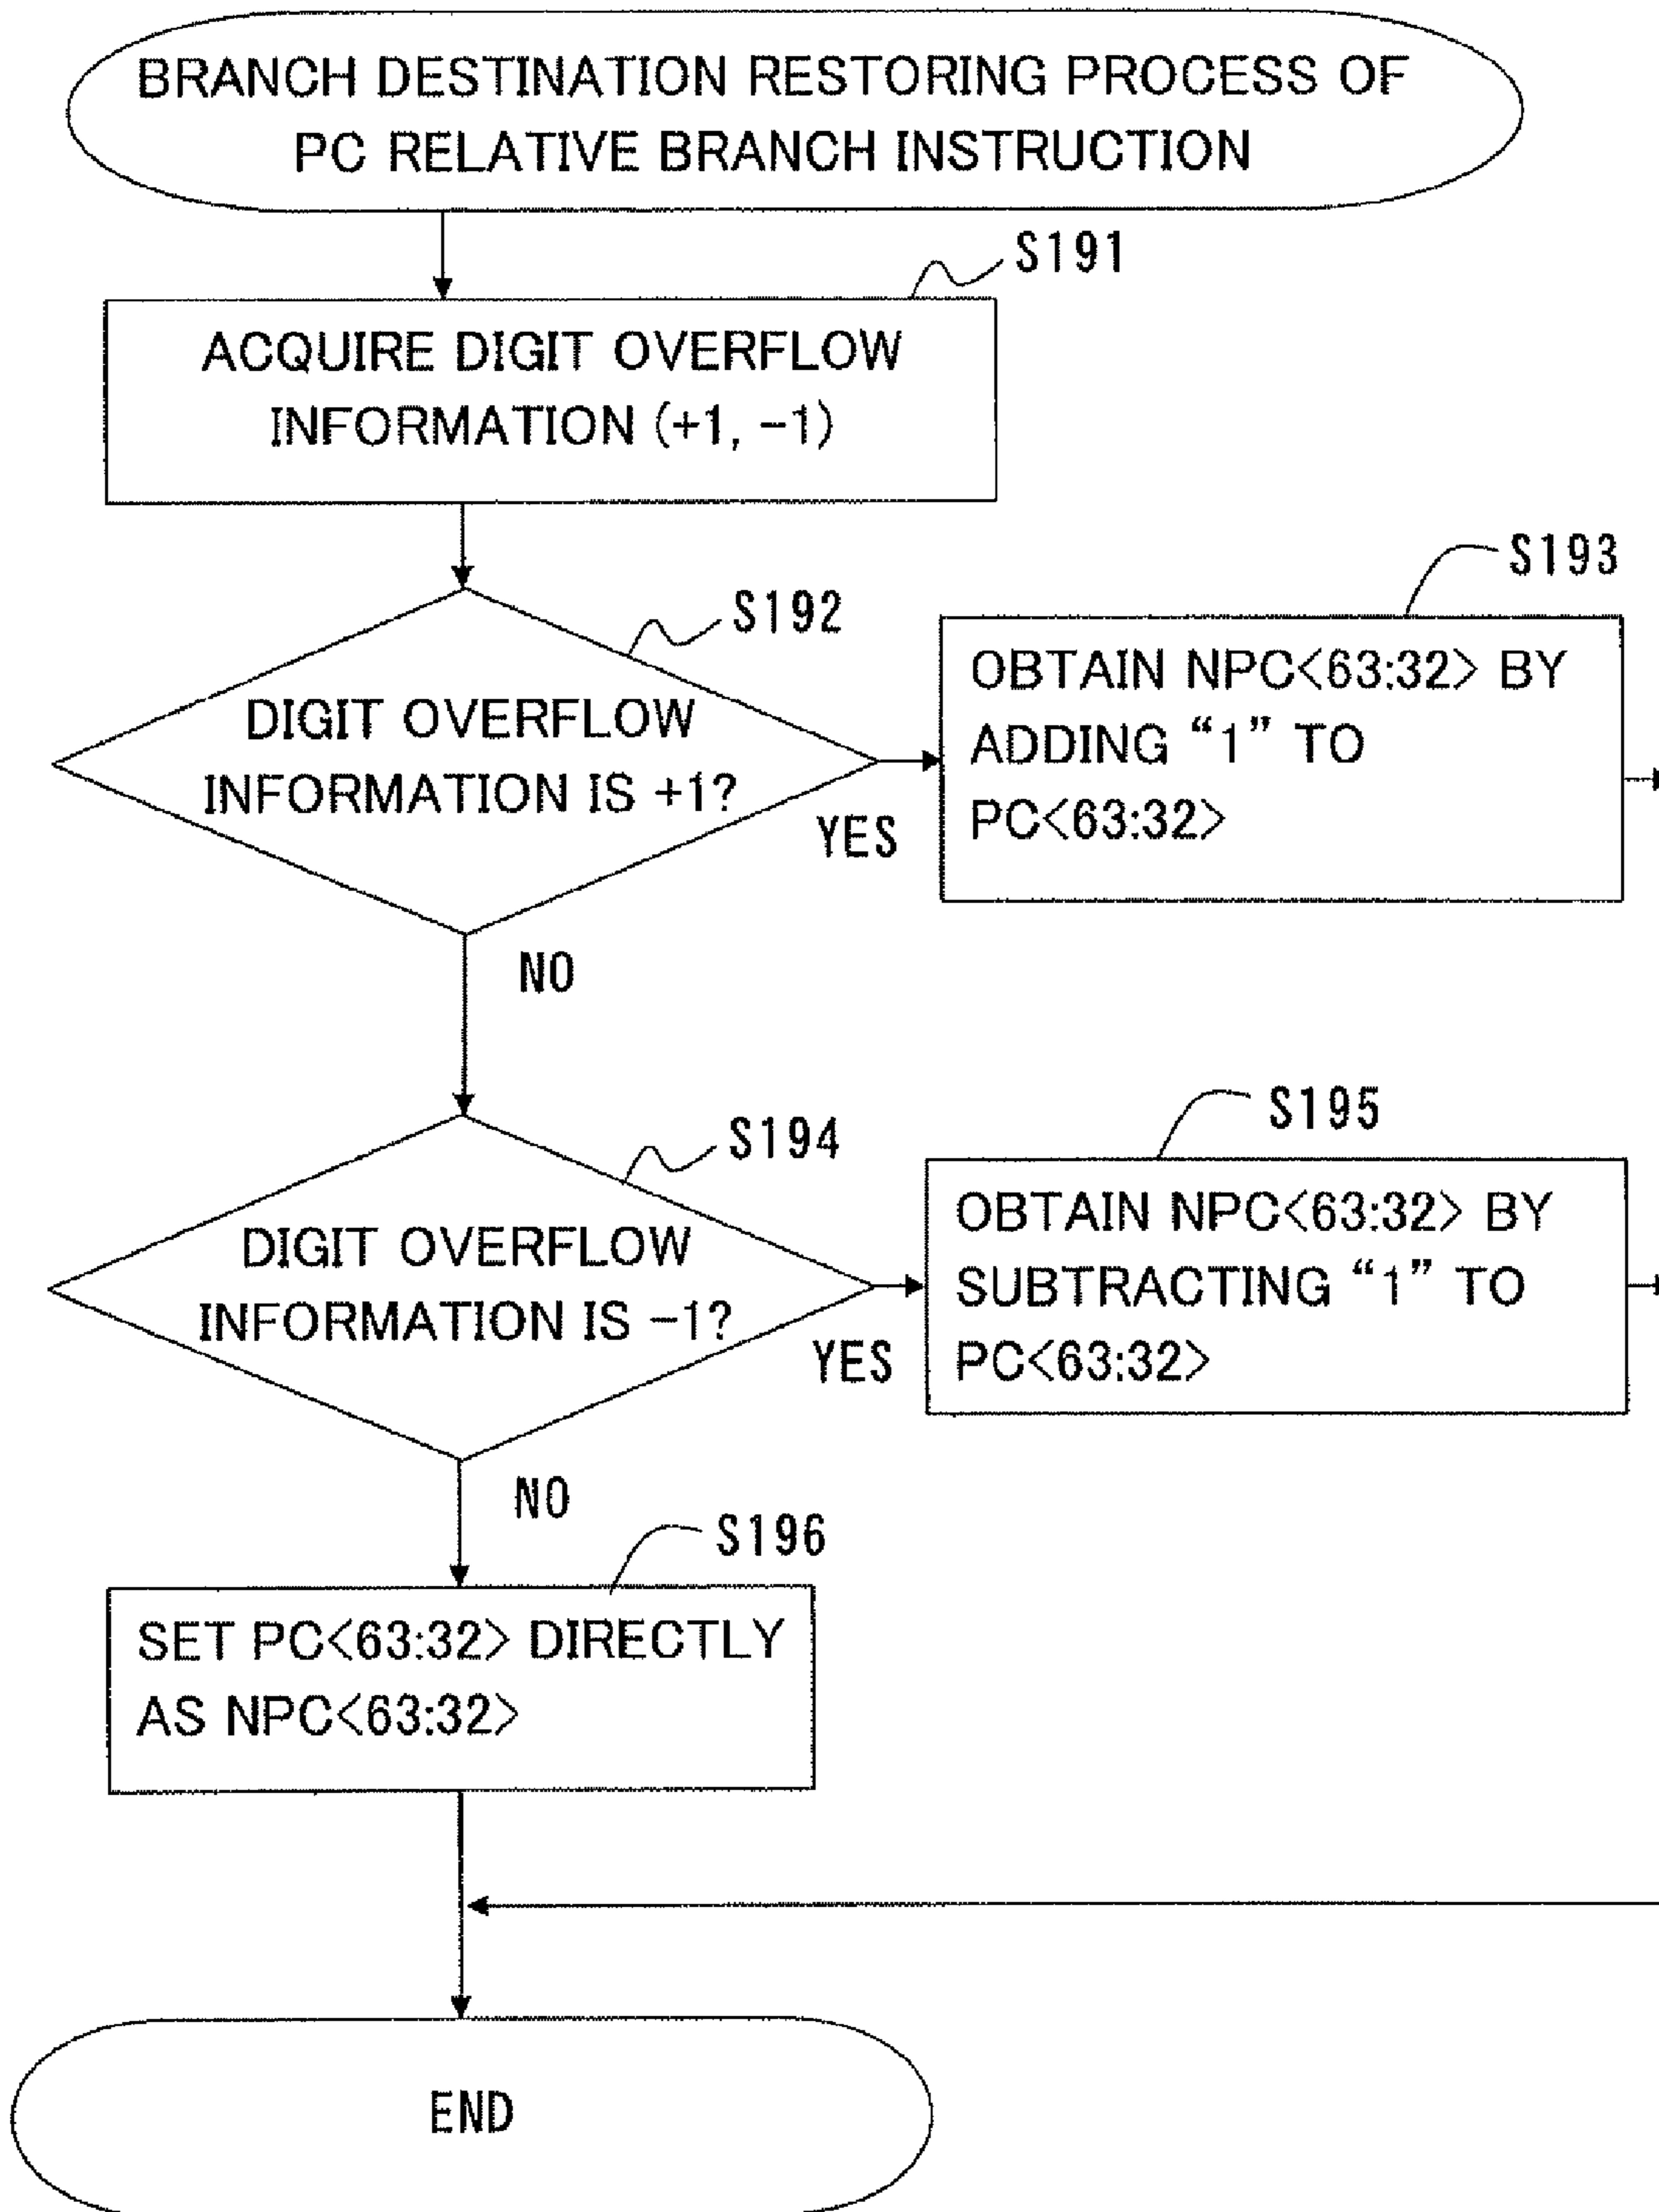 BRANCH DESTINATION RESTORING PROCESS OF
PC RELATIVE BRANCH INSTRUCTION
S191
ACQUIRE DIGIT OVERFLOW
INFORMATION (+1, −1)
S192
DIGIT OVERFLOW
INFORMATION IS +1?
YES
S193
OBTAIN NPC<63:32> BY
ADDING “1” TO
PC<63:32>
NO
S194
DIGIT OVERFLOW
INFORMATION IS −1?
YES
S195
OBTAIN NPC<63:32> BY
SUBTRACTING “1” TO
PC<63:32>
NO
S196
SET PC<63:32> DIRECTLY
AS NPC<63:32>
END